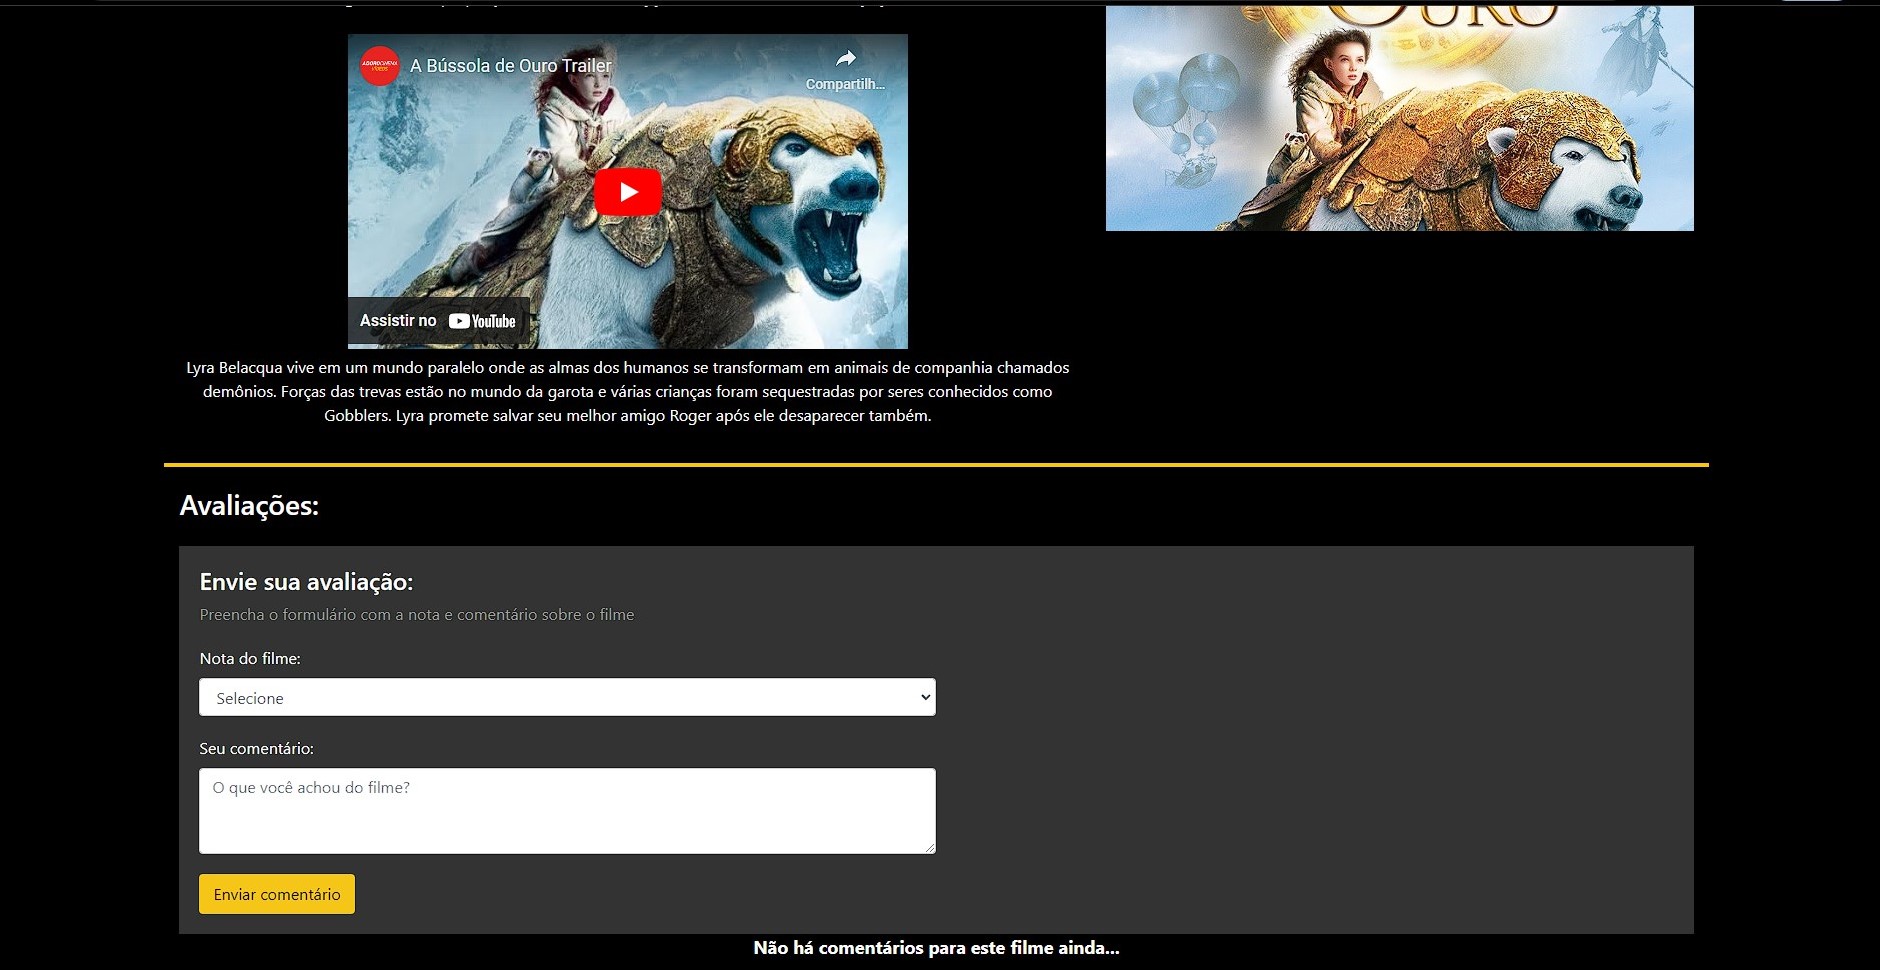 OURO
ADOROCINEMA
VIDEOS
A Bússola de Ouro Trailer
Compartilh...
Assistir no YouTube
Lyra Belacqua vive em um mundo paralelo onde as almas dos humanos se transformam em animais de companhia chamados
demônios. Forças das trevas estão no mundo da garota e várias crianças foram sequestradas por seres conhecidos como
Gobblers. Lyra promete salvar seu melhor amigo Roger após ele desaparecer também.
Avaliações:
Envie sua avaliação:
Preencha o formulário com a nota e comentário sobre o filme
Nota do filme:
Selecione
Seu comentário:
O que você achou do filme?
Enviar comentário
Não há comentários para este filme ainda...